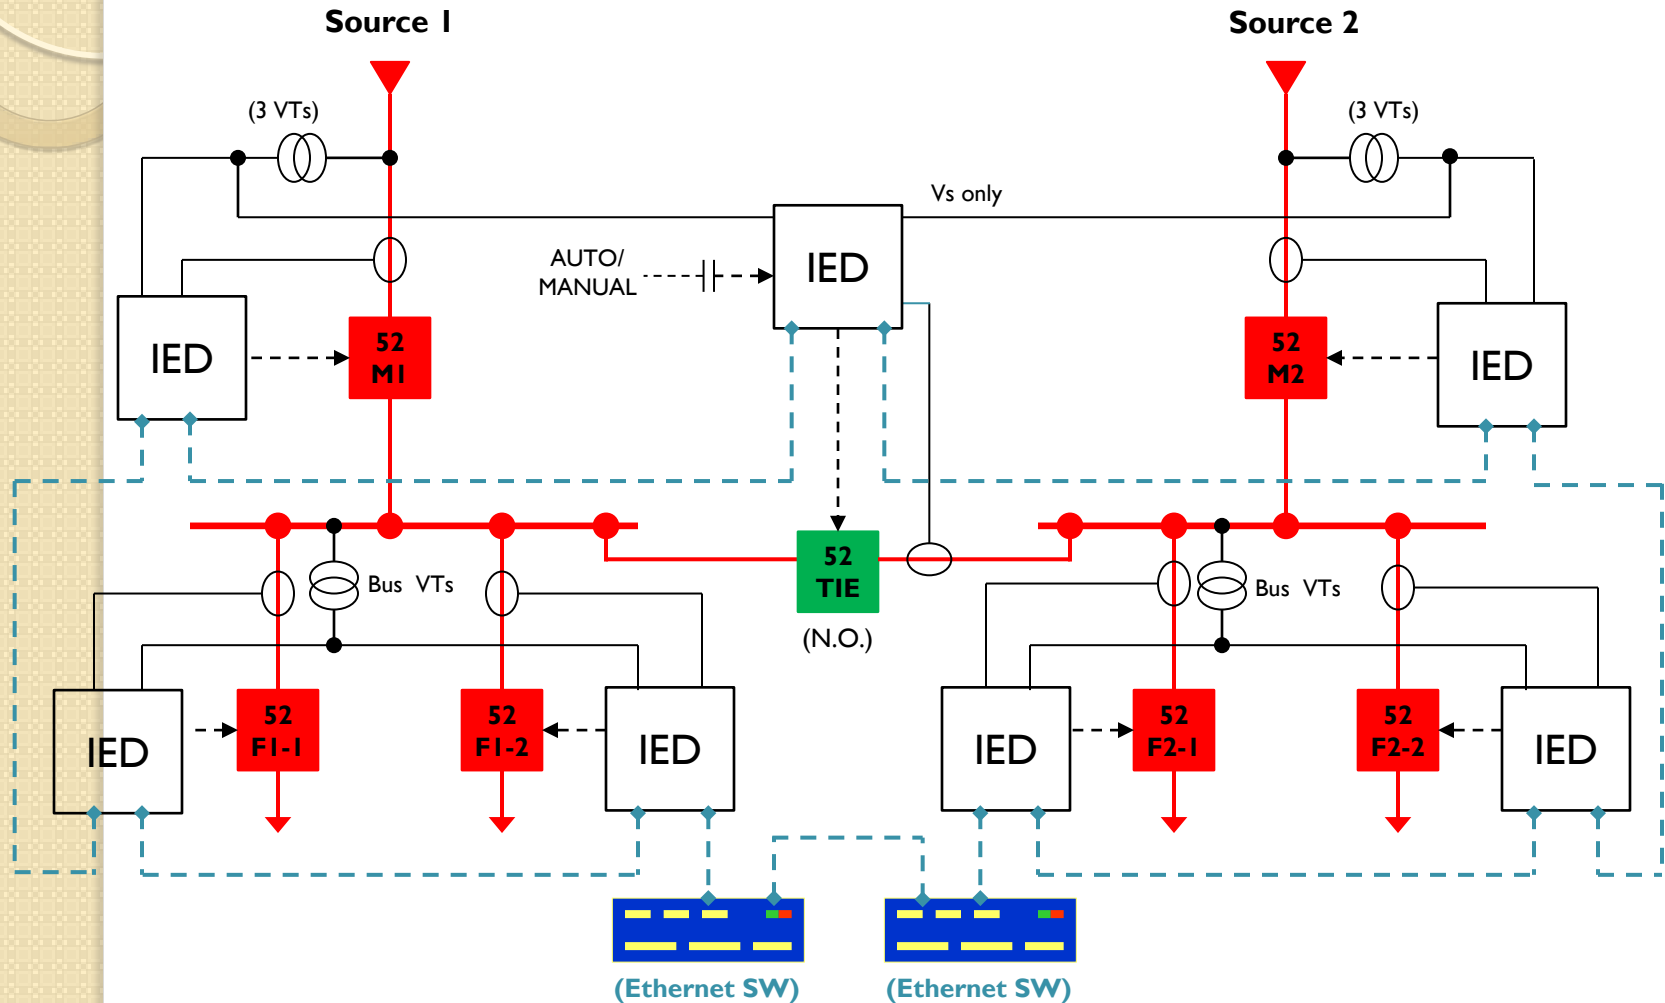 Source 1
Source 2
(3 VTs)
(3 VTs)
Vs only
AUTO/
MANUAL
IED
IED
52
M1
52
M2
IED
52
TIE
(N.O.)
Bus VTs
Bus VTs
IED
52
F1-1
52
F1-2
IED
IED
52
F2-1
52
F2-2
IED
(Ethernet SW)
(Ethernet SW)